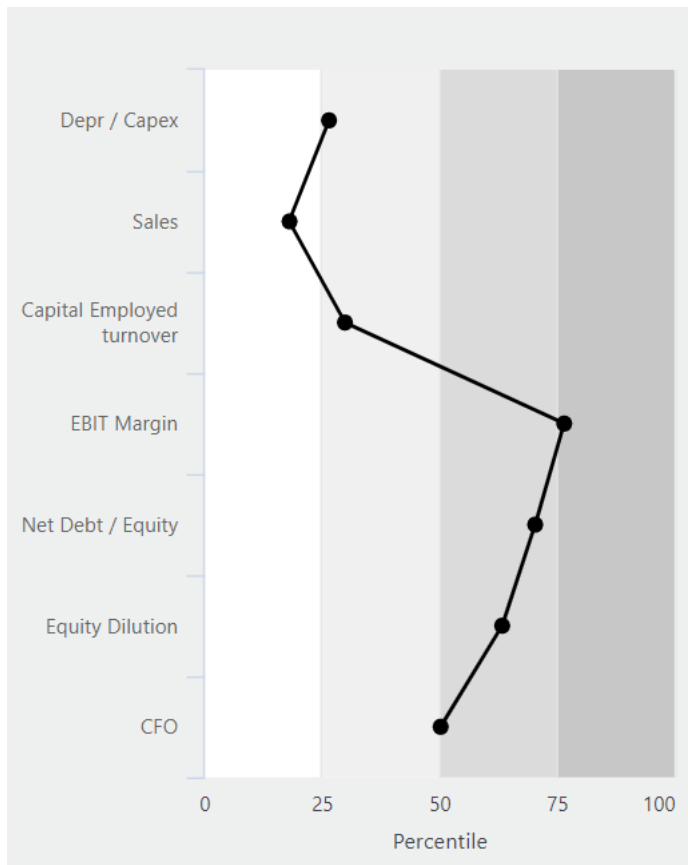 Depr / Capex
Sales
Capital Employed
turnover
EBIT Margin
Net Debt / Equity
Equity Dilution
CFO
0 25 50 75 100
Percentile